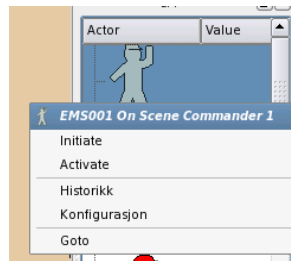 Actor Value
EMS001 On Scene Commander 1
Initiate
Activate
Historikk
Konfigurasjon
Goto